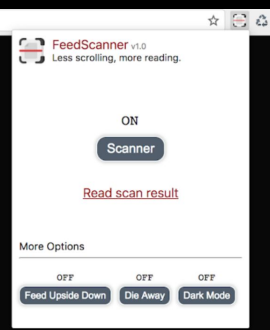 FeedScanner v1.0
Less scrolling, more reading.
ON
Scanner
Read scan result
More Options
OFF OFF OFF
Feed Upside Down Die Away Dark Mode